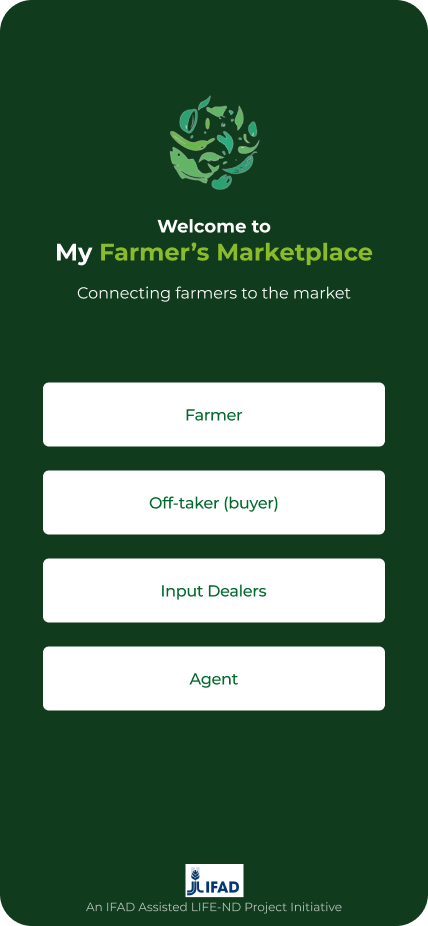 Welcome to
My Farmer’s Marketplace
Connecting farmers to the market
Farmer
Off-taker (buyer)
Input Dealers
Agent
JLIFAD
An IFAD Assisted LIFE-ND Project Initiative